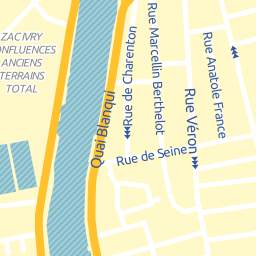 ZAC IVRY
CONFLUENCES
ANCIENS
TERRAINS
TOTAL
Quai Blanqui
Rue de Charenton
Rue Marcellin Berthelot
Rue Véron
Rue Anatole France
Rue de Seine